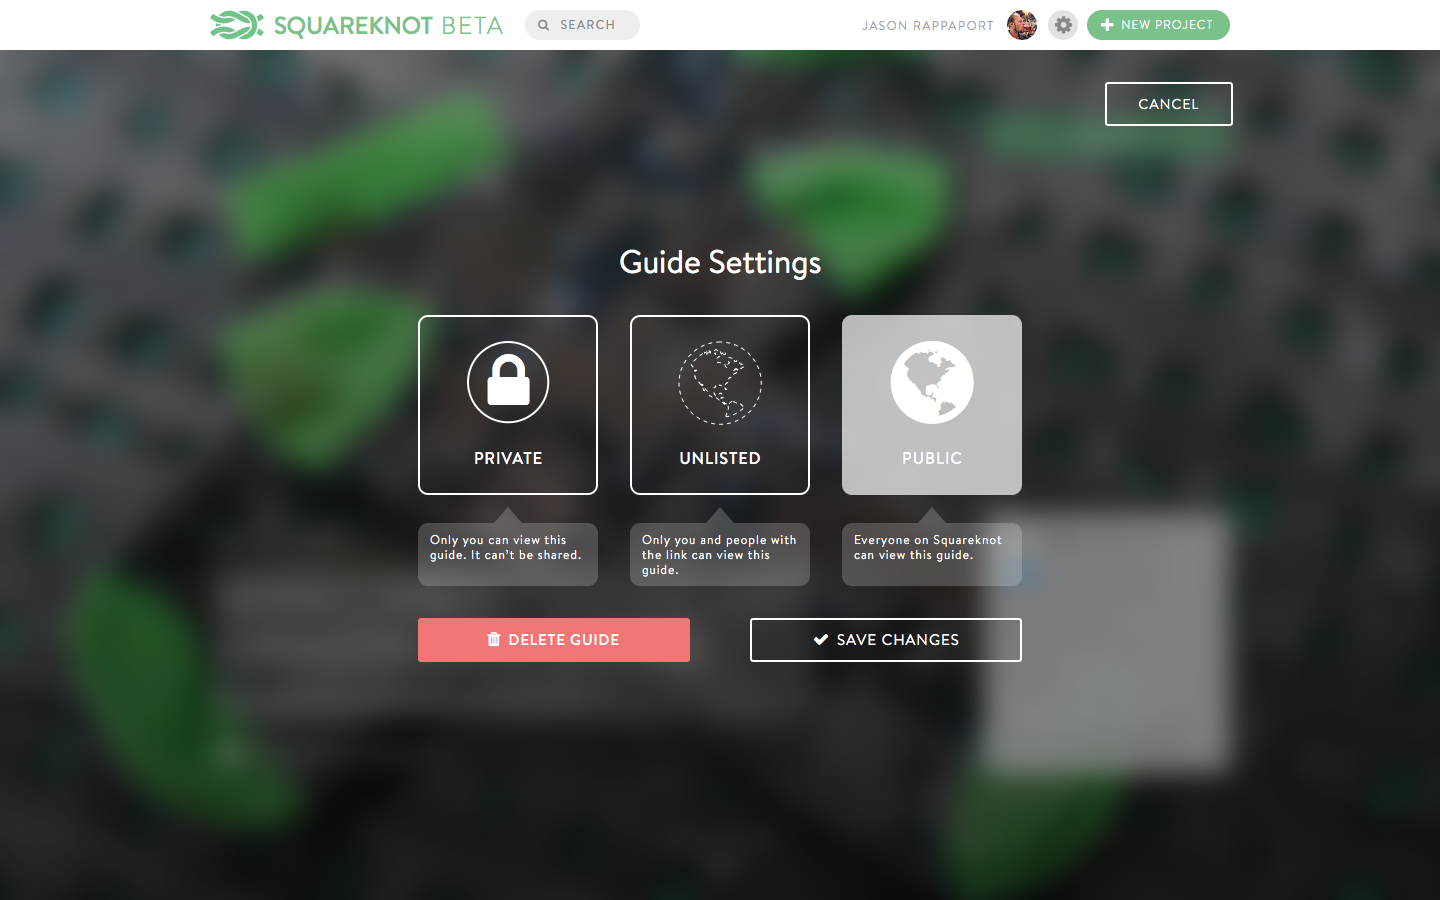 SQUAREKNOT BETA
SEARCH
JASON RAPPAPORT
NEW PROJECT
CANCEL
Guide Settings
PRIVATE
UNLISTED
PUBLIC
Only you can view this
guide. It can't be shared.
Only you and people with
the link can view this
guide.
Everyone on Squareknot
can view this guide.
DELETE GUIDE
SAVE CHANGES